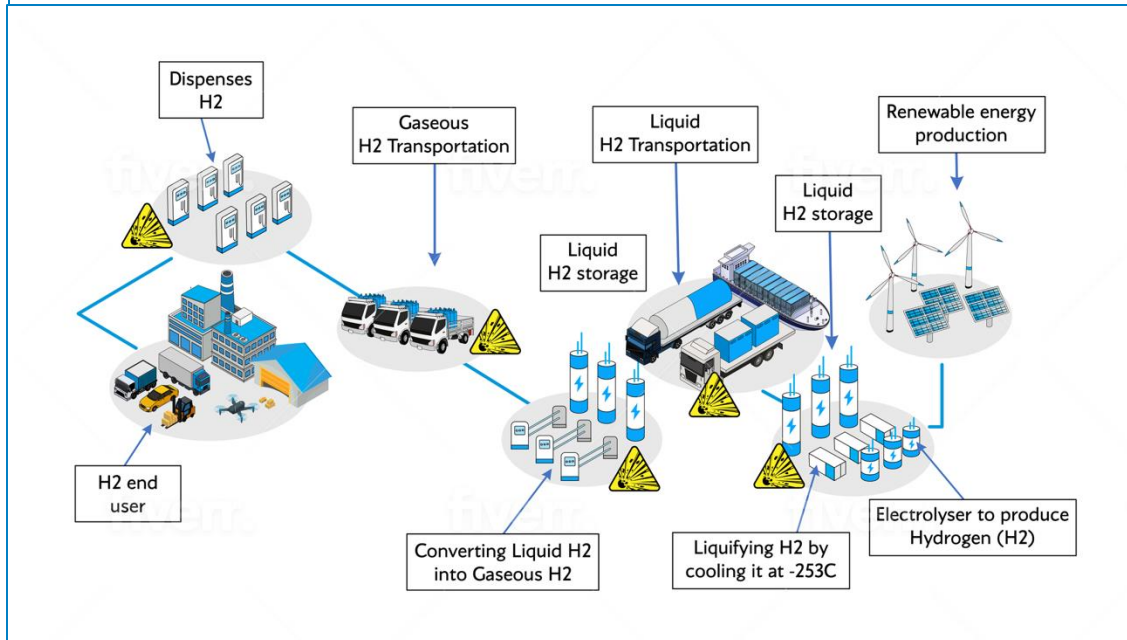 Dispenses
H2
Gaseous
H2 Transportation
Liquid
H2 Transportation
Renewable energy
production
Liquid
H2 storage
Liquid
H2 storage
H2 end
user
Converting Liquid H2
into Gaseous H2
Liquifying H2 by
cooling it at -253C
Electrolyser to produce
Hydrogen (H2)